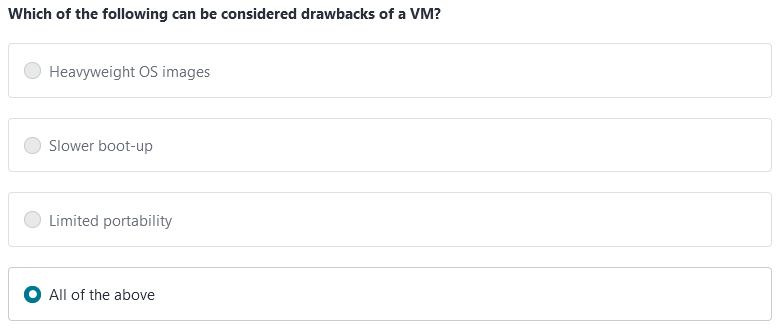 Which of the following can be considered drawbacks of a VM?
Heavyweight OS images
Slower boot-up
Limited portability
All of the above